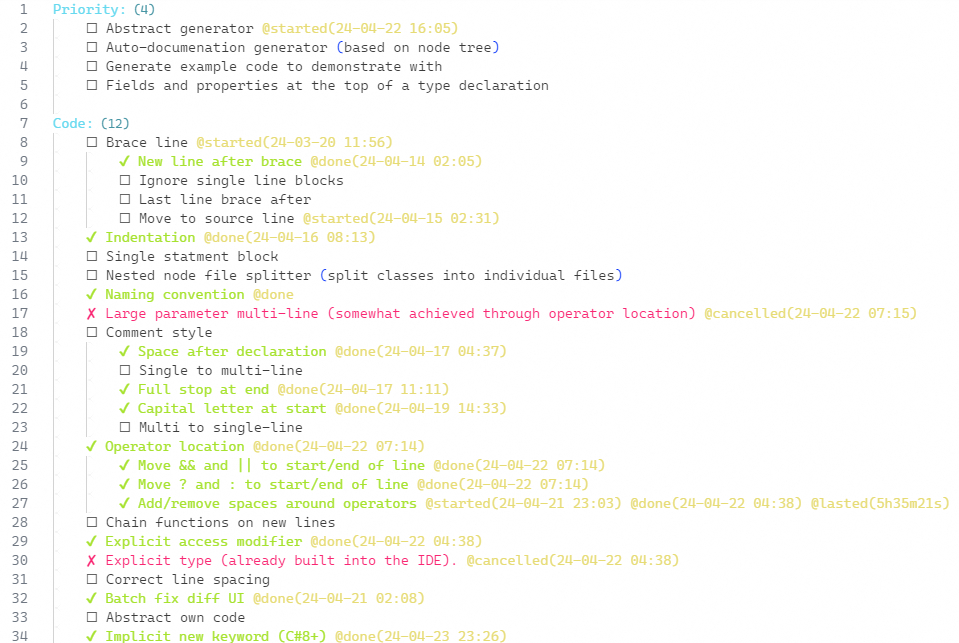 1 Priority: (4)
2 ☐ Abstract generator @started(24-04-22 16:05)
3 ☐ Auto-documenation generator (based on node tree)
4 ☐ Generate example code to demonstrate with
5 ☐ Fields and properties at the top of a type declaration
6
7 Code: (12)
8 ☐ Brace line @started(24-03-20 11:56)
9 ✓ New line after brace @done(24-04-14 02:05)
10 ☐ Ignore single line blocks
11 ☐ Last line brace after
12 ☐ Move to source line @started(24-04-15 02:31)
13 ✓ Indentation @done(24-04-16 08:13)
14 ☐ Single statment block
15 ☐ Nested node file splitter (split classes into individual files)
16 ✓ Naming convention @done
17 ✗ Large parameter multi-line (somewhat achieved through operator location) @cancelled(24-04-22 07:15)
18 ☐ Comment style
19 ✓ Space after declaration @done(24-04-17 04:37)
20 ☐ Single to multi-line
21 ✓ Full stop at end @done(24-04-17 11:11)
22 ✓ Capital letter at start @done(24-04-19 14:33)
23 ☐ Multi to single-line
24 ✓ Operator location @done(24-04-22 07:14)
25 ✓ Move && and || to start/end of line @done(24-04-22 07:14)
26 ✓ Move ? and : to start/end of line @done(24-04-22 07:14)
27 ✓ Add/remove spaces around operators @started(24-04-21 23:03) @done(24-04-22 04:38) @lasted(5h35m21s)
28 ☐ Chain functions on new lines
29 ✓ Explicit access modifier @done(24-04-22 04:38)
30 ✗ Explicit type (already built into the IDE). @cancelled(24-04-22 04:38)
31 ☐ Correct line spacing
32 ✓ Batch fix diff UI @done(24-04-21 02:08)
33 ☐ Abstract own code
34 ✓ Implicit new keyword (C#8+) @done(24-04-23 23:26)